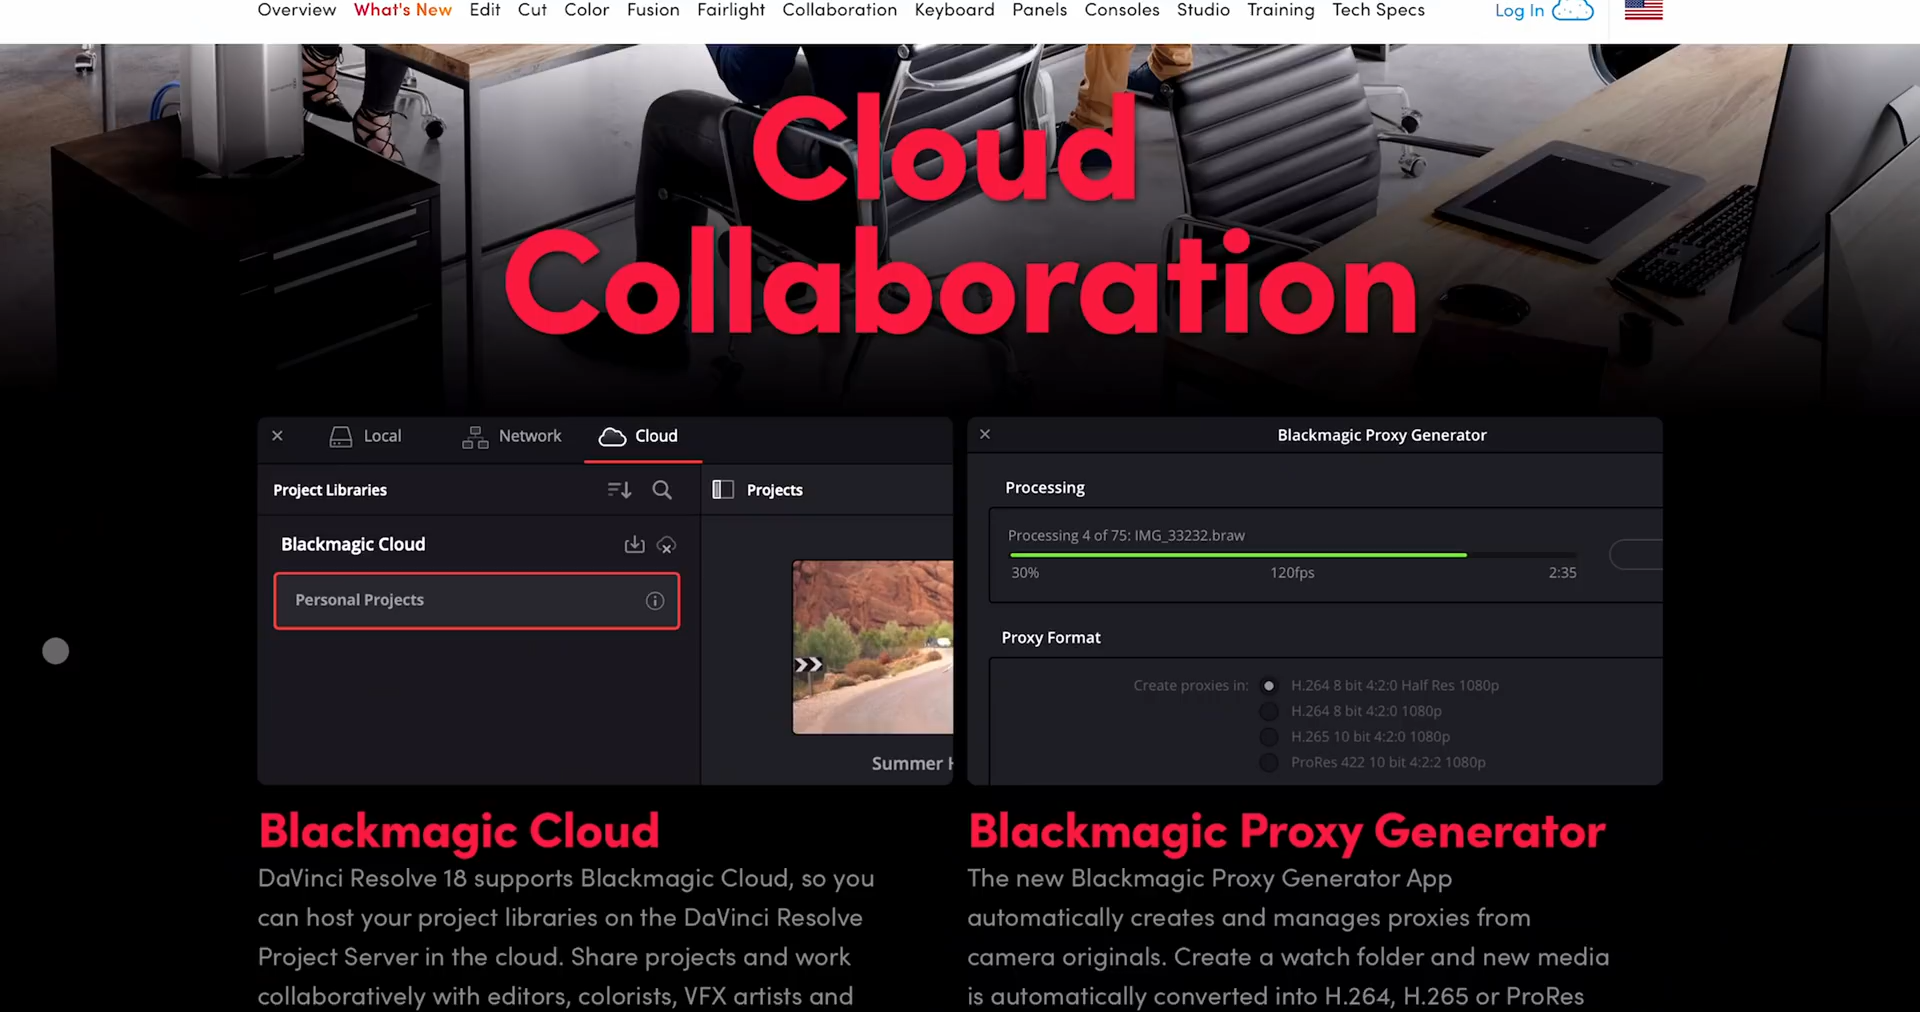 Overview What's New Edit Cut Color Fusion Fairlight Collaboration Keyboard Panels Consoles Studio Training Tech Specs Log In
Cloud
Collaboration
Local Network Cloud
Project Libraries Projects
Blackmagic Cloud
Personal Projects
Summer
Blackmagic Proxy Generator
Processing
Processing 4 of 75: IMG_33232.braw
30% 120fps 2:35
Proxy Format
Create proxies in: H.264 8 bit 4:2:0 Half Res 1080p
H.264 8 bit 4:2:0 1080p
H.265 10 bit 4:2:0 1080p
ProRes 422 10 bit 4:2:2 1080p
Blackmagic Cloud
DaVinci Resolve 18 supports Blackmagic Cloud, so you
can host your project libraries on the DaVinci Resolve
Project Server in the cloud. Share projects and work
collaboratively with editors, colorists, VFX artists and
Blackmagic Proxy Generator
The new Blackmagic Proxy Generator App
automatically creates and manages proxies from
camera originals. Create a watch folder and new media
is automatically converted into H.264, H.265 or ProRes